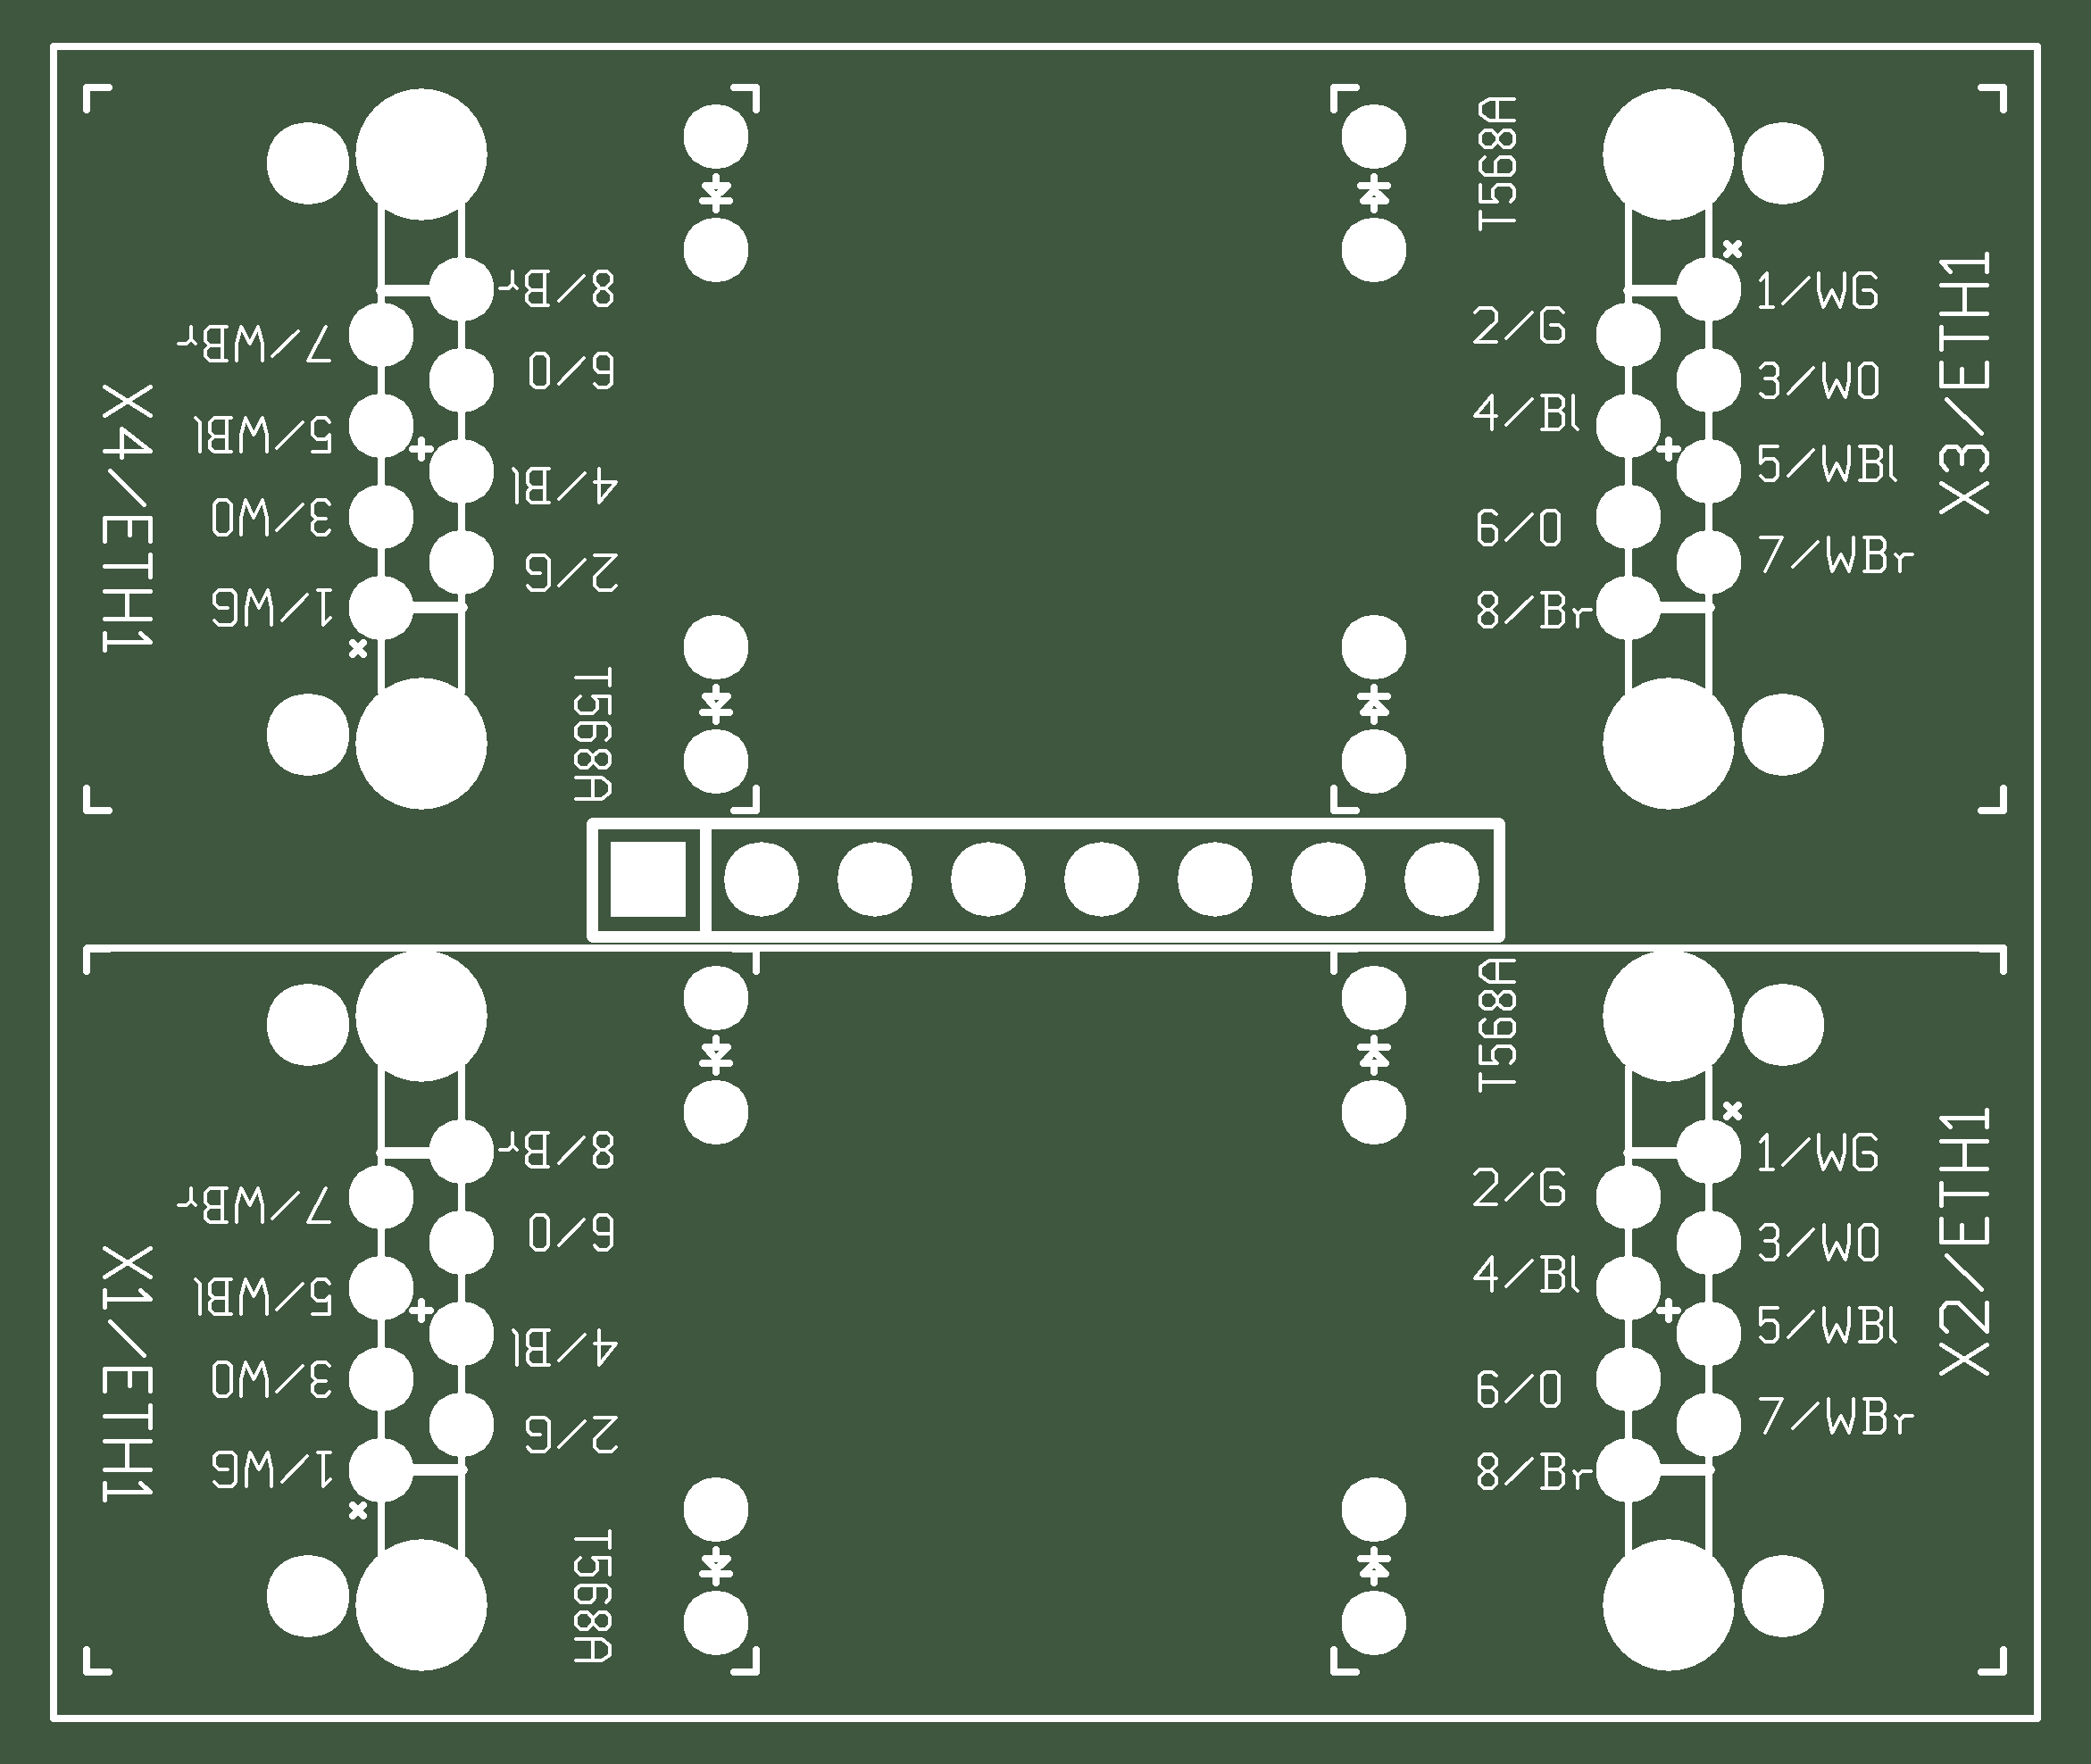 8/Br
7/WBr
6/O
5/WBl
4/Bl
3/WO
2/G
1/WG
X4/ETH1
T568A
T568A
1/WG
2/G
3/WO
4/Bl
5/WBl
6/O
7/WBr
8/Br
X3/ETH1
8/Br
7/WBr
6/O
5/WBl
4/Bl
3/WO
2/G
1/WG
X1/ETH1
T568A
T568A
1/WG
2/G
3/WO
4/Bl
5/WBl
6/O
7/WBr
8/Br
X2/ETH1